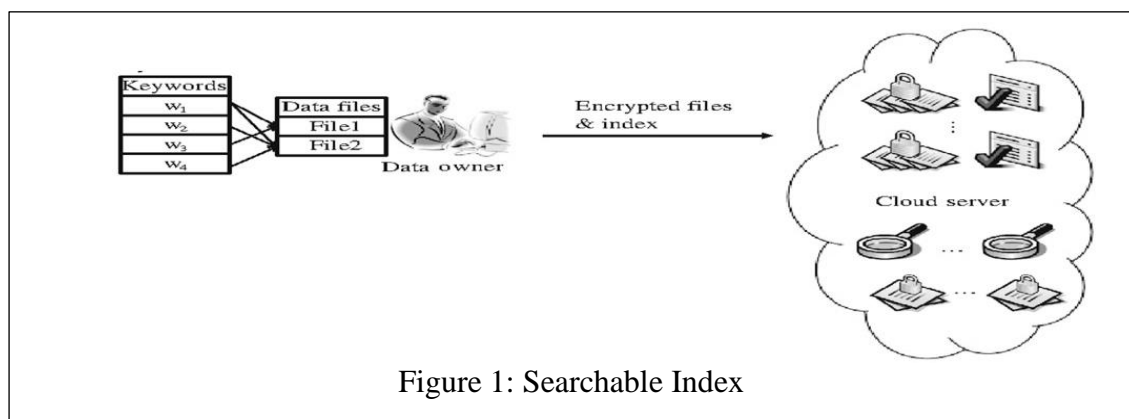 Keywords
w₁
w₂
w₃
w₄
Data files
File1
File2
Data owner
Encrypted files
& index
Cloud server
Figure 1: Searchable Index